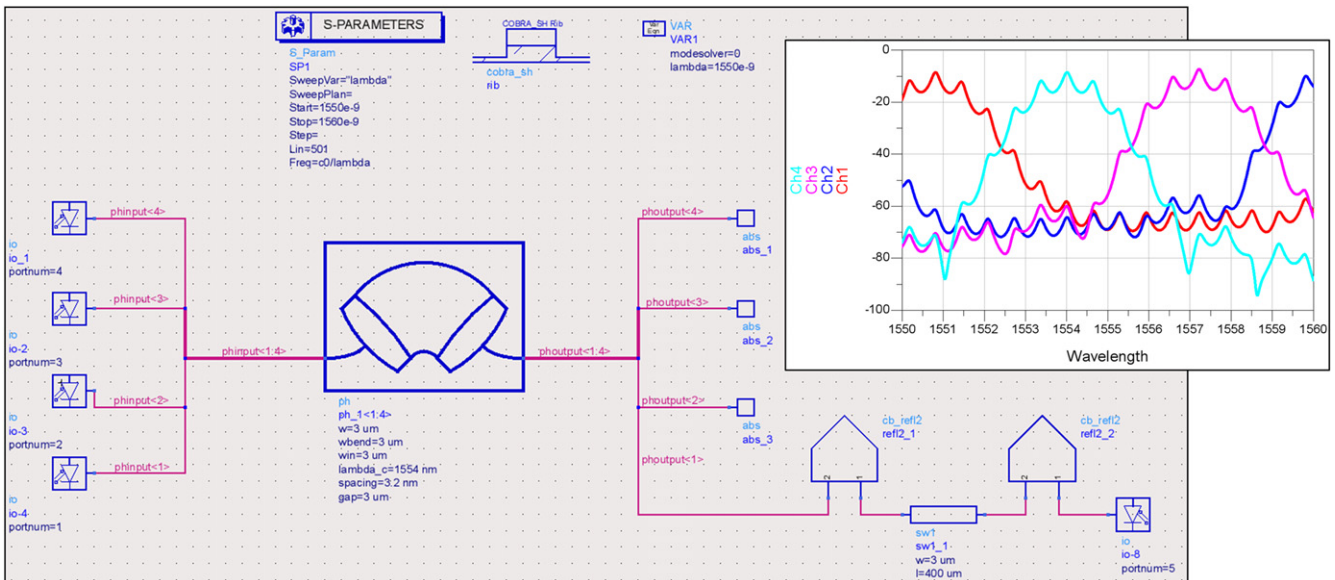 S-PARAMETERS
S_Param
SP1
SweepVar="lambda"
SweepPlan=
Start=1550e-9
Stop=1560e-9
Step=
Lin=501
Freq=c0/lambda
COBRA_SH Rib
cobra_sh
rib
Var
Eqn
VAR
VAR1
modesolver=0
lambda=1550e-9
phinput<4>
io
io_1
portnum=4
phinput<3>
io
io-2
portnum=3
phinput<2>
io
io-3
portnum=2
phinput<1>
io
io-4
portnum=1
phinput<1:4>
phoutput<1:4>
ph
ph_1<1:4>
w=3 um
wbend=3 um
win=3 um
lambda_c=1554 nm
spacing=3.2 nm
gap=3 um
phoutput<4>
abs
abs_1
phoutput<3>
abs
abs_2
phoutput<2>
abs
abs_3
phoutput<1>
cb_refl2
refl2_1
2 1
sw1
sw1_1
w=3 um
l=400 um
cb_refl2
refl2_2
2 1
io
io-8
portnum=5
Ch4
Ch3
Ch2
Ch1
0
-20
-40
-60
-80
-100
1550 1551 1552 1553 1554 1555 1556 1557 1558 1559 1560
Wavelength